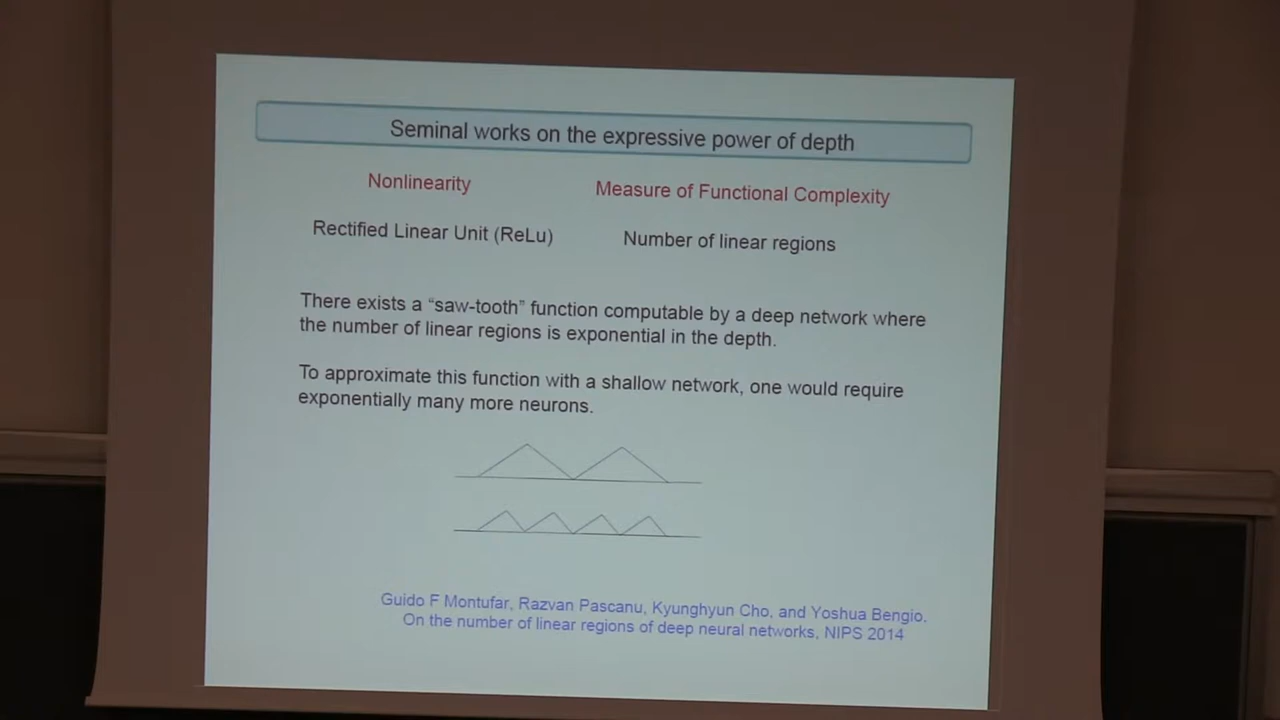 Seminal works on the expressive power of depth
Nonlinearity
Measure of Functional Complexity
Rectified Linear Unit (ReLu)
Number of linear regions
There exists a “saw-tooth” function computable by a deep network where
the number of linear regions is exponential in the depth.
To approximate this function with a shallow network, one would require
exponentially many more neurons.
Guido F Montufar, Razvan Pascanu, Kyunghyun Cho, and Yoshua Bengio.
On the number of linear regions of deep neural networks, NIPS 2014